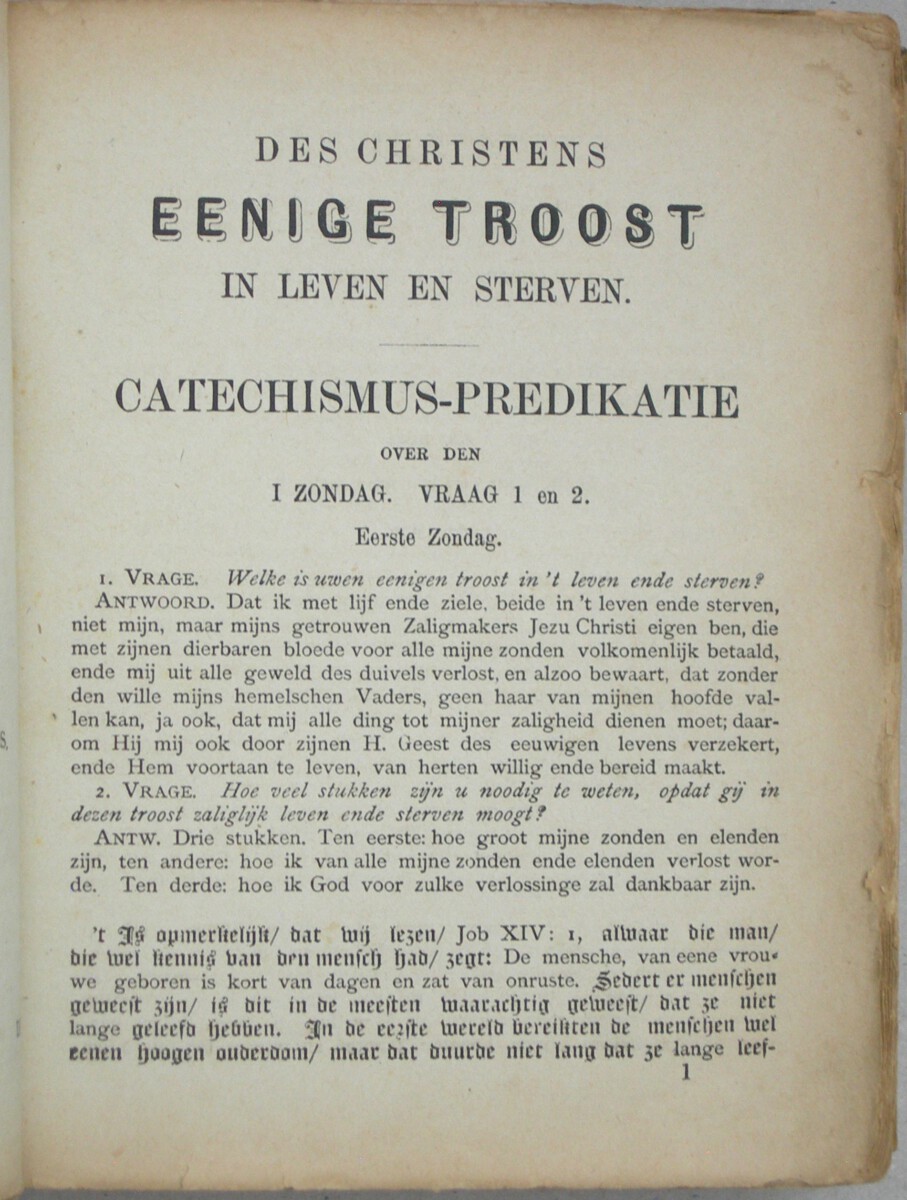 DES CHRISTENS
EENIGE TROOST
IN LEVEN EN STERVEN.
CATECHISMUS-PREDIKATIE
OVER DEN
I ZONDAG. VRAAG 1 en 2.
Eerste Zondag.
1. VRAGE. Welke is uwen eenigen troost in 't leven ende sterven?
ANTWOORD. Dat ik met lijf ende ziele, beide in 't leven ende sterven,
niet mijn, maar mijns getrouwen Zaligmakers Jezu Christi eigen ben, die
met zijnen dierbaren bloede voor alle mijne zonden volkomenlijk betaald,
ende mij uit alle geweld des duivels verlost, en alzoo bewaart, dat zonder
den wille mijns hemelschen Vaders, geen haar van mijnen hoofde val-
len kan, ja ook, dat mij alle ding tot mijner zaligheid dienen moet; daar-
om Hij mij ook door zijnen H. Geest des eeuwigen levens verzekert,
ende Hem voortaan te leven, van herten willig ende bereid maakt.
2. VRAGE. Hoe veel stukken zijn u noodig te weten, opdat gij in
dezen troost zaliglijk leven ende sterven moogt?
ANTW. Drie stukken. Ten eerste: hoe groot mijne zonden en elenden
zijn, ten andere: hoe ik van alle mijne zonden ende elenden verlost wor-
de. Ten derde: hoe ik God voor zulke verlossinge zal dankbaar zijn.
't Is opmerkelijk/ dat wij lezen/ Job XIV: 1, alwaar die man/
die wel kennis van den mensch had/ zegt: De mensche, van eene vrou-
we geboren is kort van dagen en zat van onruste. Sedert er menschen
geweest zijn/ is dit in de meesten waarachtig geweest/ dat ze niet
lange geleefd hebben. In de eerste wereld bereikten de menschen wel
eenen hoogen ouderdom/ maar dat duurde niet lang dat ze lange leef-
1
S.